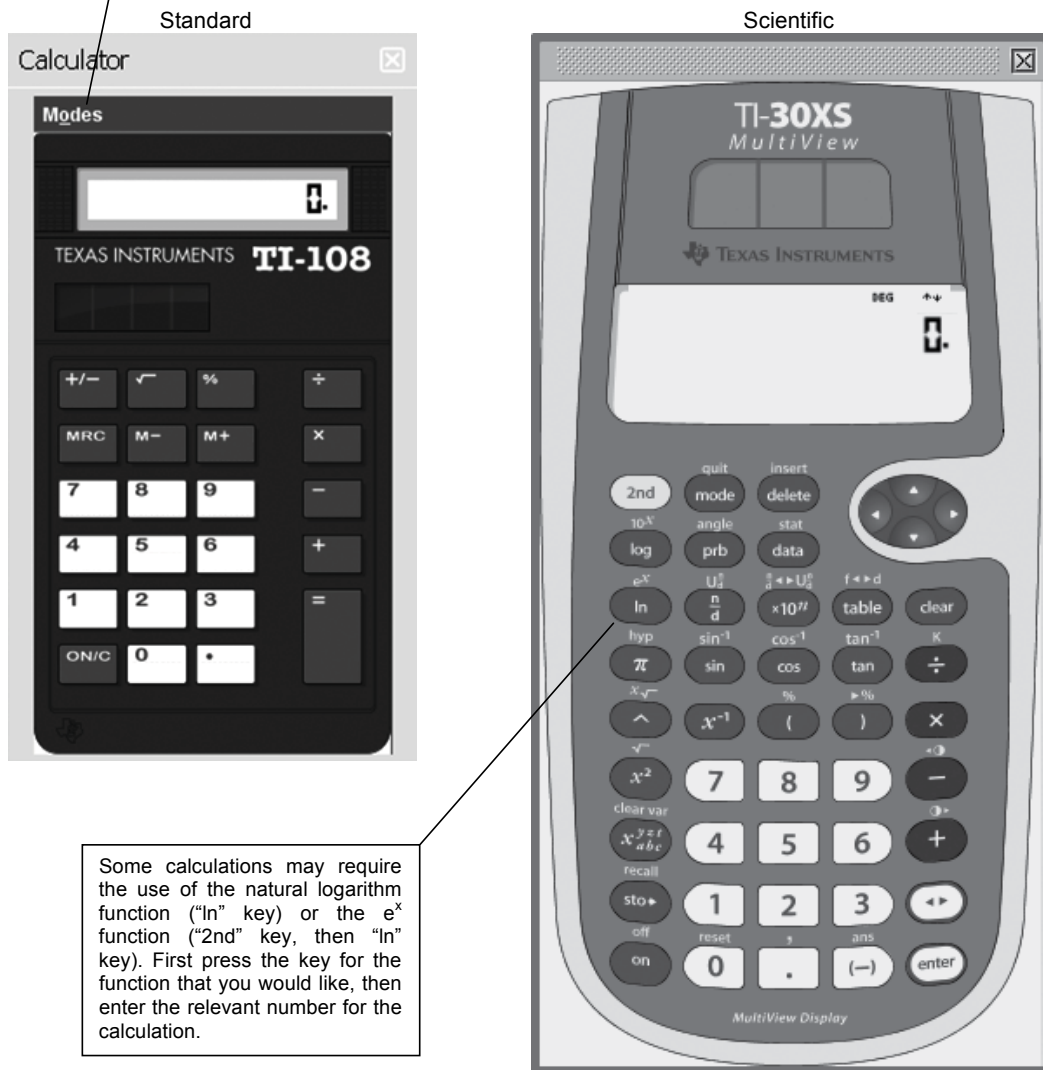 Standard
Calculator
Modes
0.
TEXAS INSTRUMENTS TI-108
+/− √ % ÷
MRC M− M+ ×
7 8 9 −
4 5 6 +
1 2 3 =
ON/C 0 .
Some calculations may require
the use of the natural logarithm
function (“ln” key) or the eˣ
function (“2nd” key, then “ln”
key). First press the key for the
function that you would like, then
enter the relevant number for the
calculation.
Scientific
TI-30XS
MultiView
TEXAS INSTRUMENTS
DEG
0.
quit insert
2nd mode delete
10ˣ angle stat
log prb data
eˣ U n/d n/d ◂▸ U n/d f ◂▸ d
ln n/d ×10ⁿ table clear
hyp sin⁻¹ cos⁻¹ tan⁻¹ K
π sin cos tan ÷
ˣ√ % ▸%
^ x⁻¹ ( ) ×
√
x² 7 8 9 −
clear var
x yzt abc 4 5 6 +
recall
sto▸ 1 2 3 ◂▸
off reset , ans
on 0 . (−) enter
MultiView Display